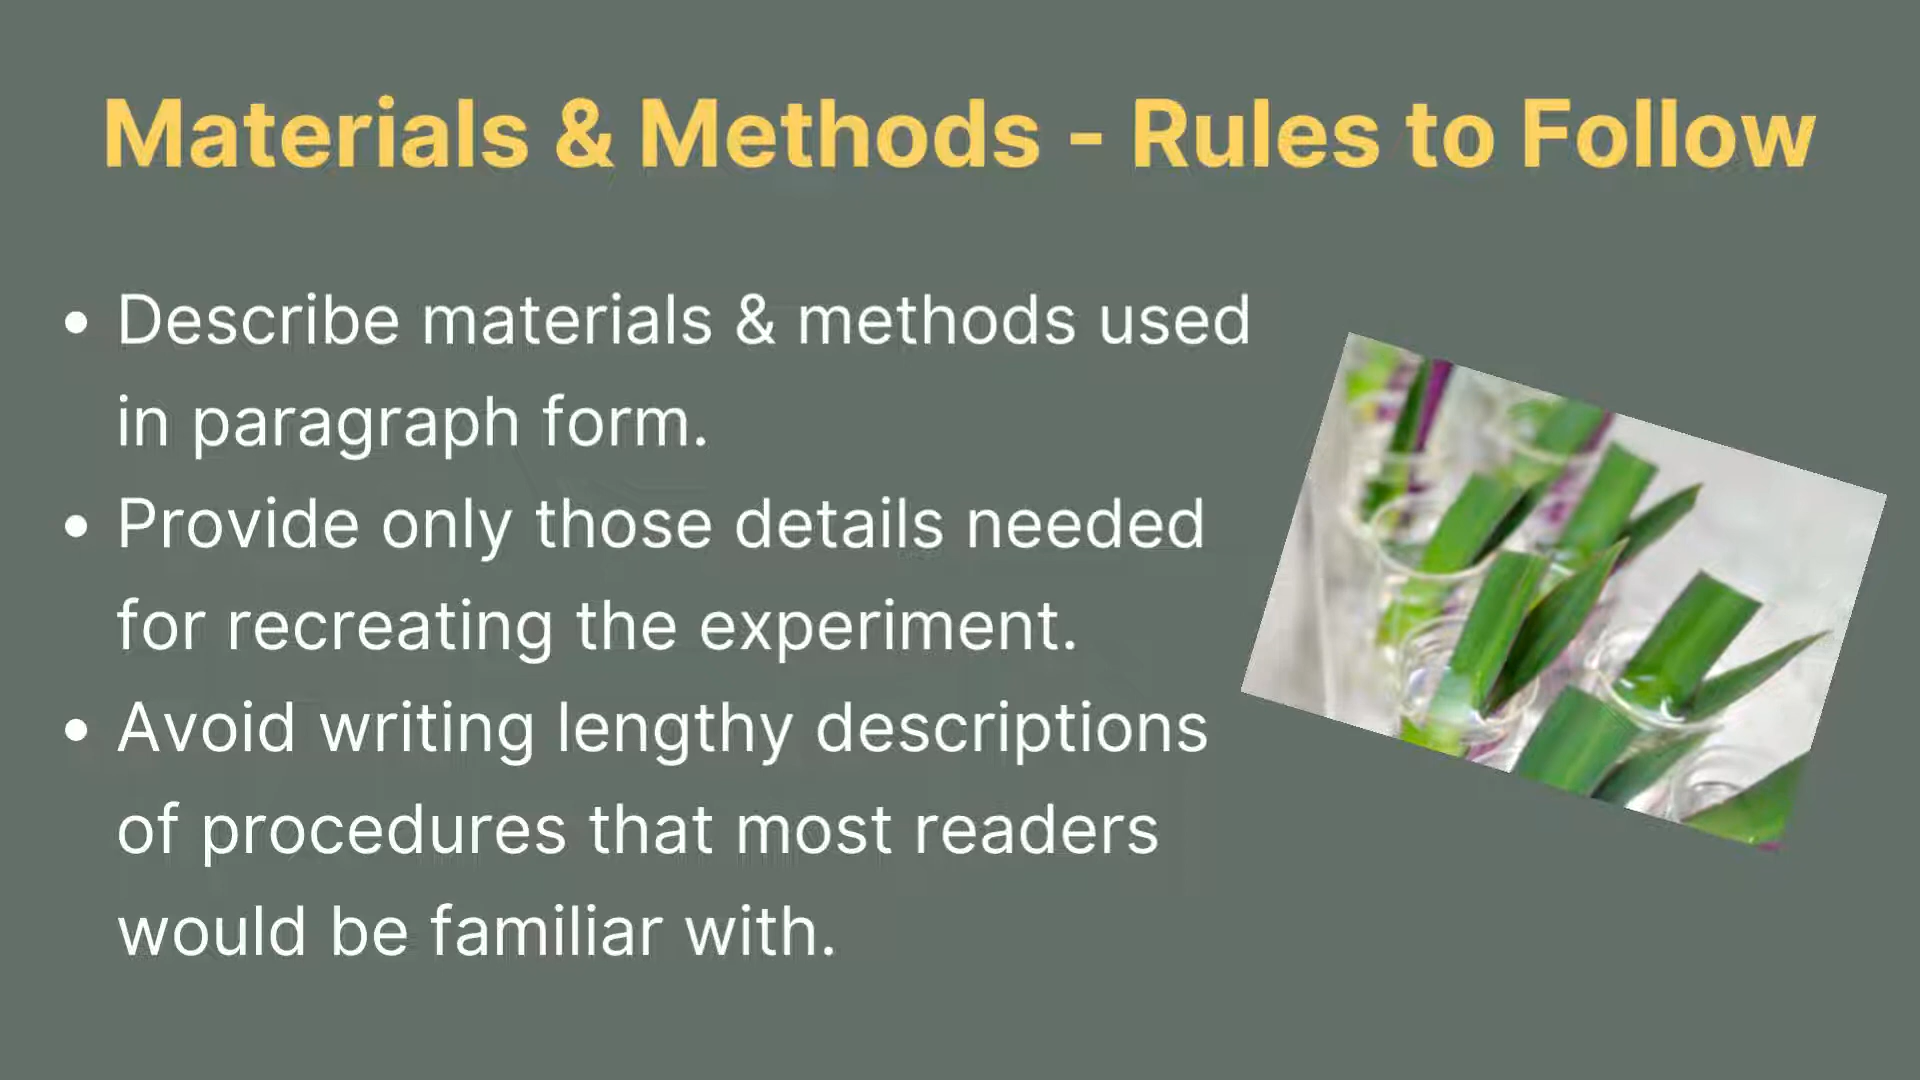 Materials & Methods - Rules to Follow
• Describe materials & methods used
in paragraph form.
• Provide only those details needed
for recreating the experiment.
• Avoid writing lengthy descriptions
of procedures that most readers
would be familiar with.